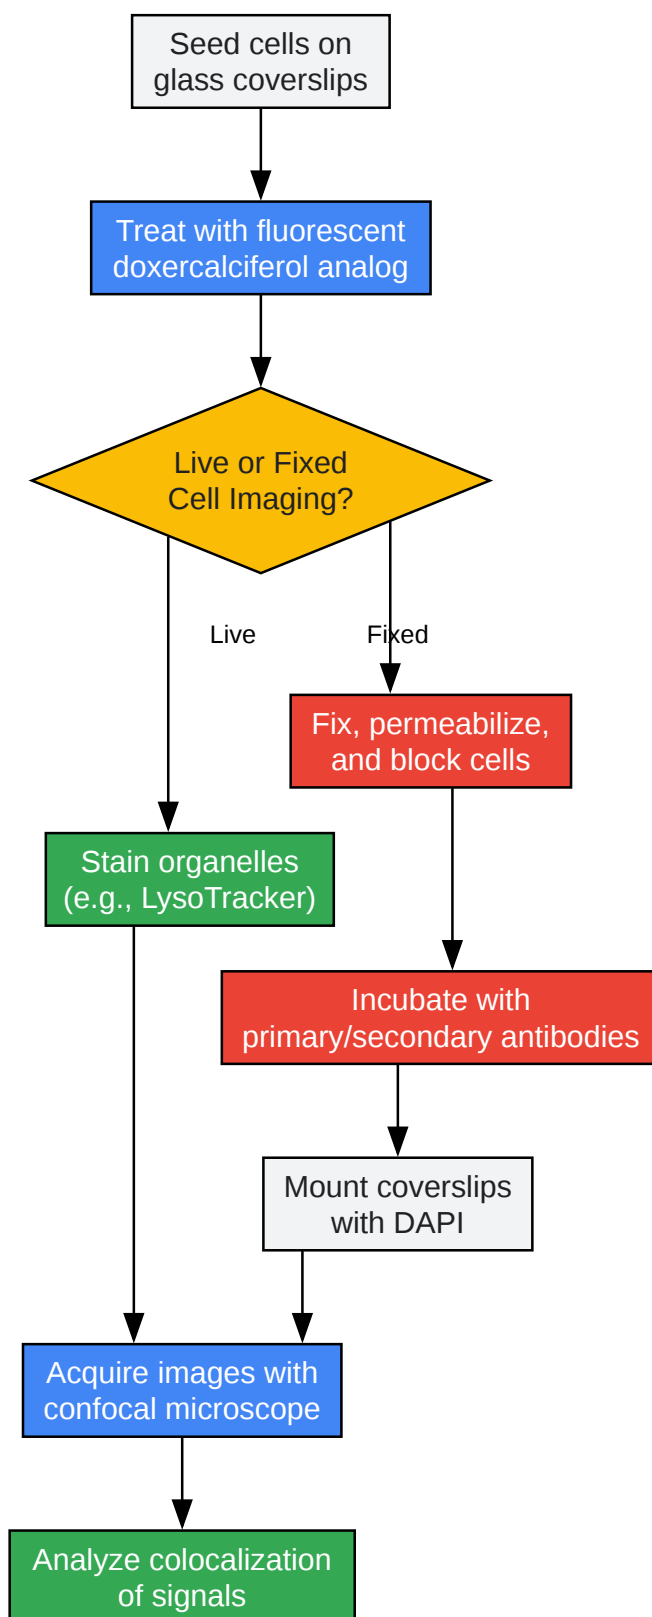 Seed cells on
glass coverslips
Treat with fluorescent
doxercalciferol analog
Live or Fixed
Cell Imaging?
Live
Fixed
Fix, permeabilize,
and block cells
Stain organelles
(e.g., LysoTracker)
Incubate with
primary/secondary antibodies
Mount coverslips
with DAPI
Acquire images with
confocal microscope
Analyze colocalization
of signals